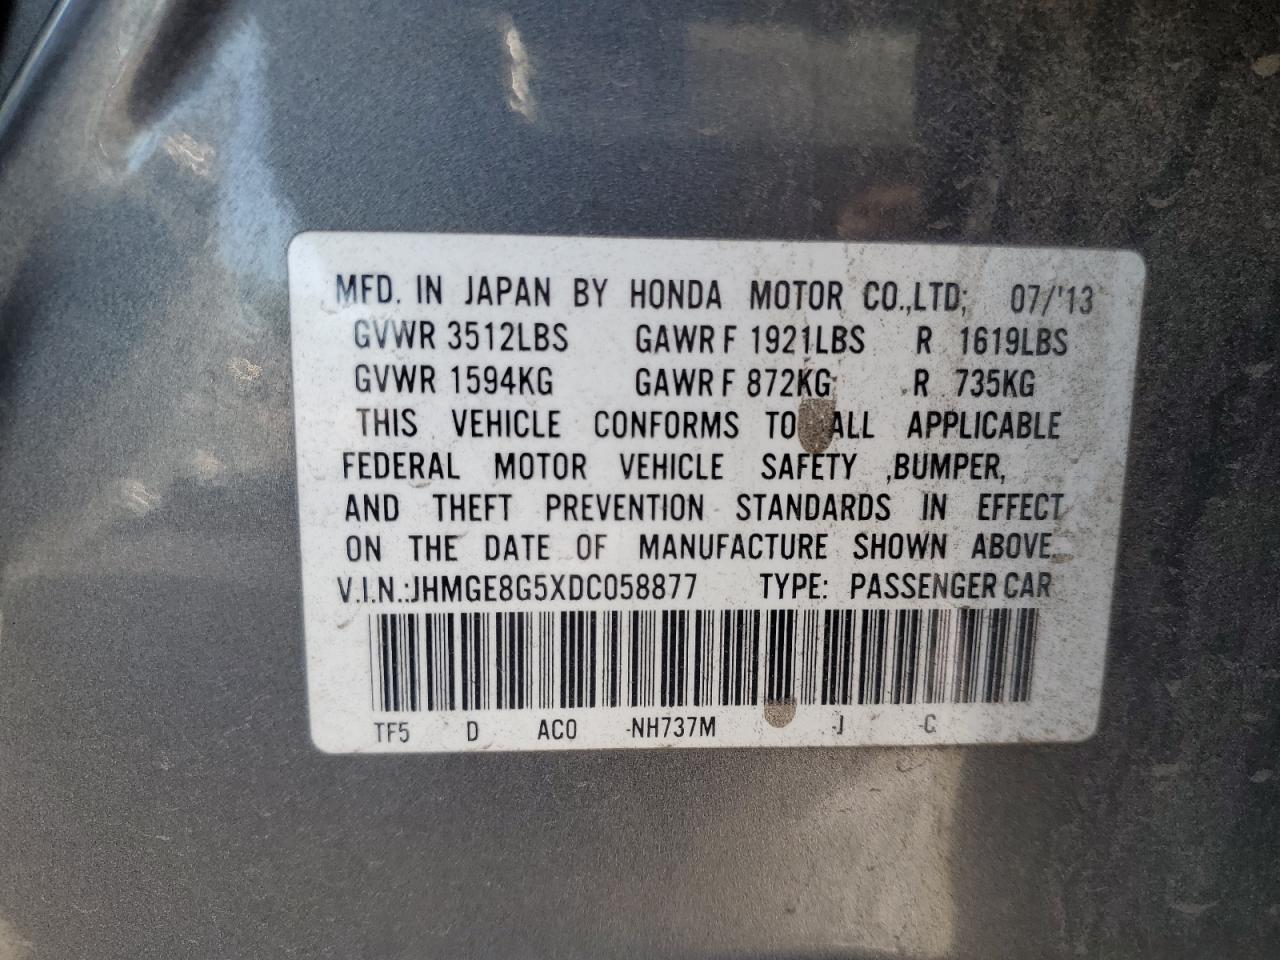 MFD. IN JAPAN BY HONDA MOTOR CO.,LTD; 07/'13
GVWR 3512LBS GAWR F 1921LBS R 1619LBS
GVWR 1594KG GAWR F 872KG R 735KG
THIS VEHICLE CONFORMS TO ALL APPLICABLE
FEDERAL MOTOR VEHICLE SAFETY ,BUMPER,
AND THEFT PREVENTION STANDARDS IN EFFECT
ON THE DATE OF MANUFACTURE SHOWN ABOVE.
V.I.N.:JHMGE8G5XDC058877 TYPE: PASSENGER CAR
TF5 D AC0 -NH737M -J -C